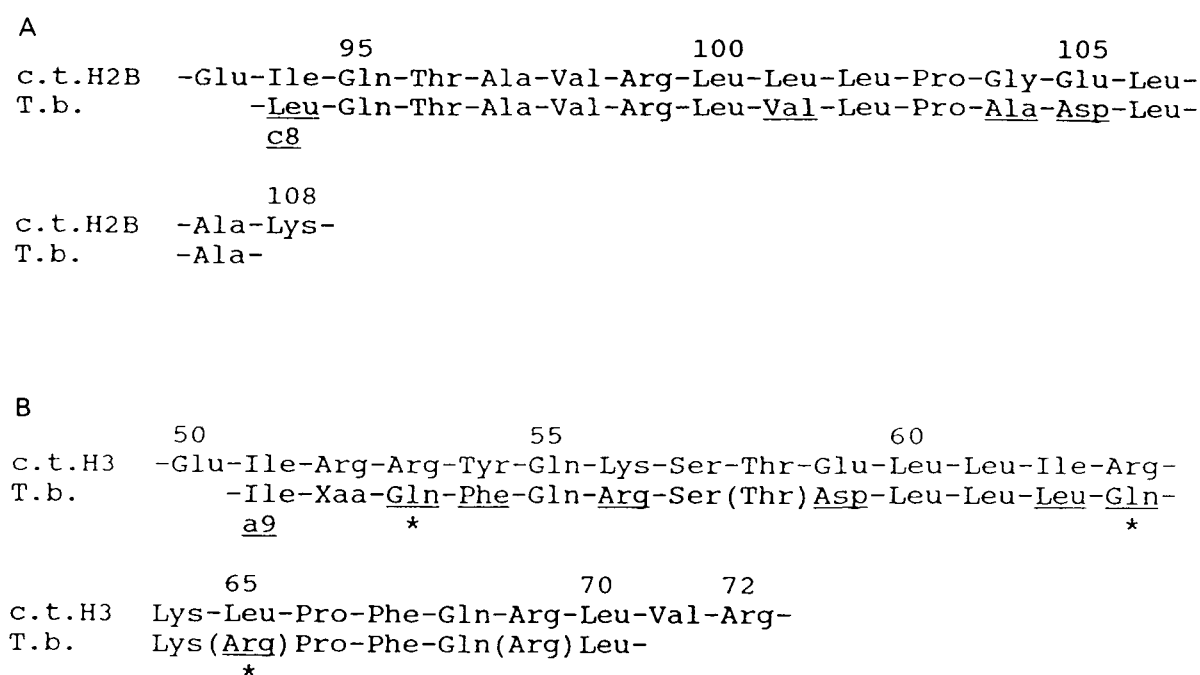 A
95 100 105
c.t.H2B -Glu-Ile-Gln-Thr-Ala-Val-Arg-Leu-Leu-Leu-Pro-Gly-Glu-Leu-
T.b. -Leu-Gln-Thr-Ala-Val-Arg-Leu-Val-Leu-Pro-Ala-Asp-Leu-
c8
108
c.t.H2B -Ala-Lys-
T.b. -Ala-
B
50 55 60
c.t.H3 -Glu-Ile-Arg-Arg-Tyr-Gln-Lys-Ser-Thr-Glu-Leu-Leu-Ile-Arg-
T.b. -Ile-Xaa-Gln-Phe-Gln-Arg-Ser(Thr)Asp-Leu-Leu-Leu-Gln-
a9 * *
65 70 72
c.t.H3 Lys-Leu-Pro-Phe-Gln-Arg-Leu-Val-Arg-
T.b. Lys(Arg)Pro-Phe-Gln(Arg)Leu-
*